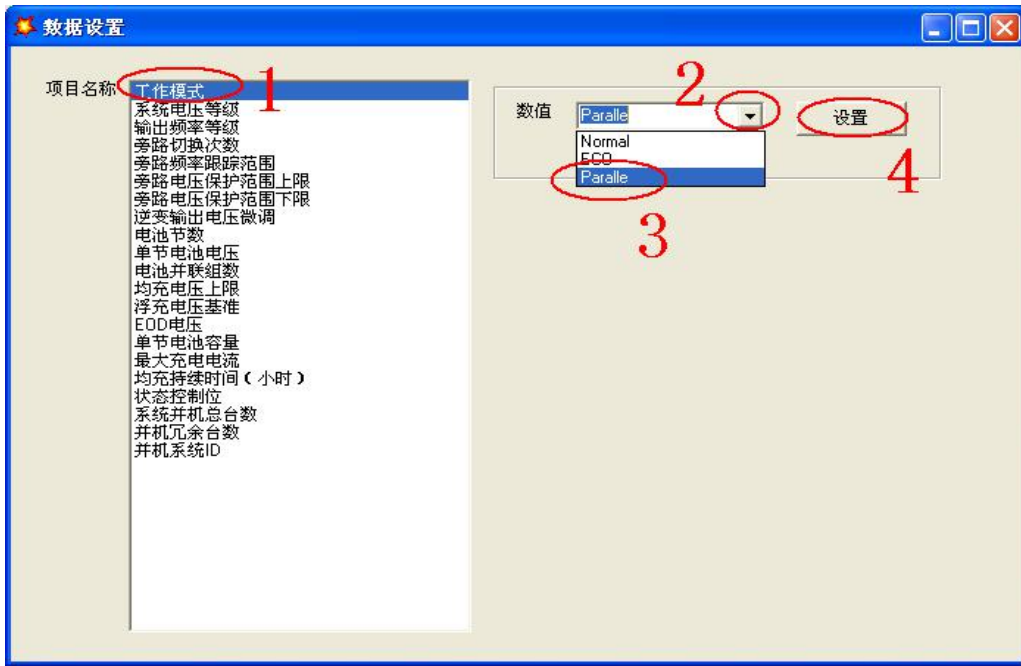 数据设置
项目名称
工作模式
系统电压等级
输出频率等级
旁路切换次数
旁路频率跟踪范围
旁路电压保护范围上限
旁路电压保护范围下限
逆变输出电压微调
电池节数
单节电池电压
电池并联组数
均充电压上限
浮充电压基准
EOD电压
单节电池容量
最大充电电流
均充持续时间(小时)
状态控制位
系统并机总台数
并机冗余台数
并机系统ID
1
数值
Paralle
2
设置
Normal
ECO
Paralle
3
4